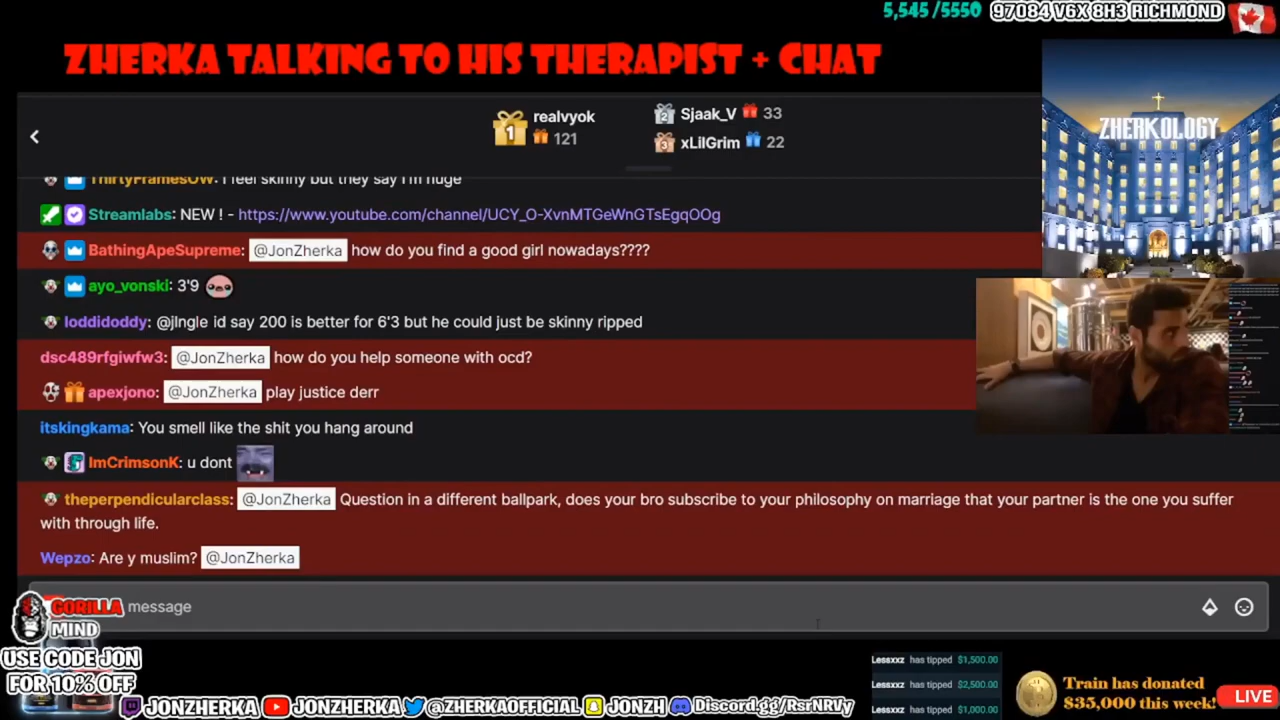 5,545 /5550
97084 V6X 8H3 RICHMOND
ZHERKA TALKING TO HIS THERAPIST + CHAT
ZHERKOLOGY
1 realvyok
121
2 Sjaak_V 33
3 xLilGrim 22
ThirtyFramesOW: I feel skinny but they say I'm huge
Streamlabs: NEW ! - https://www.youtube.com/channel/UCY_O-XvnMTGeWnGTsEgqOOg
BathingApeSupreme: @JonZherka how do you find a good girl nowadays????
ayo_vonski: 3'9
loddidoddy: @jlngle id say 200 is better for 6'3 but he could just be skinny ripped
dsc489rfgiwfw3: @JonZherka how do you help someone with ocd?
apexjono: @JonZherka play justice derr
itskingkama: You smell like the shit you hang around
ImCrimsonK: u dont
theperpendicularclass: @JonZherka Question in a different ballpark, does your bro subscribe to your philosophy on marriage that your partner is the one you suffer
with through life.
Wepzo: Are y muslim? @JonZherka
message
GORILLA
MIND
USE CODE JON
FOR 10% OFF
JONZHERKA JONZHERKA @ZHERKAOFFICIAL JONZH Discord.gg/RsrNRVy
Lessxxz has tipped $1,500.00
Lessxxz has tipped $2,500.00
Lessxxz has tipped $1,000.00
Train has donated
$35,000 this week!
LIVE